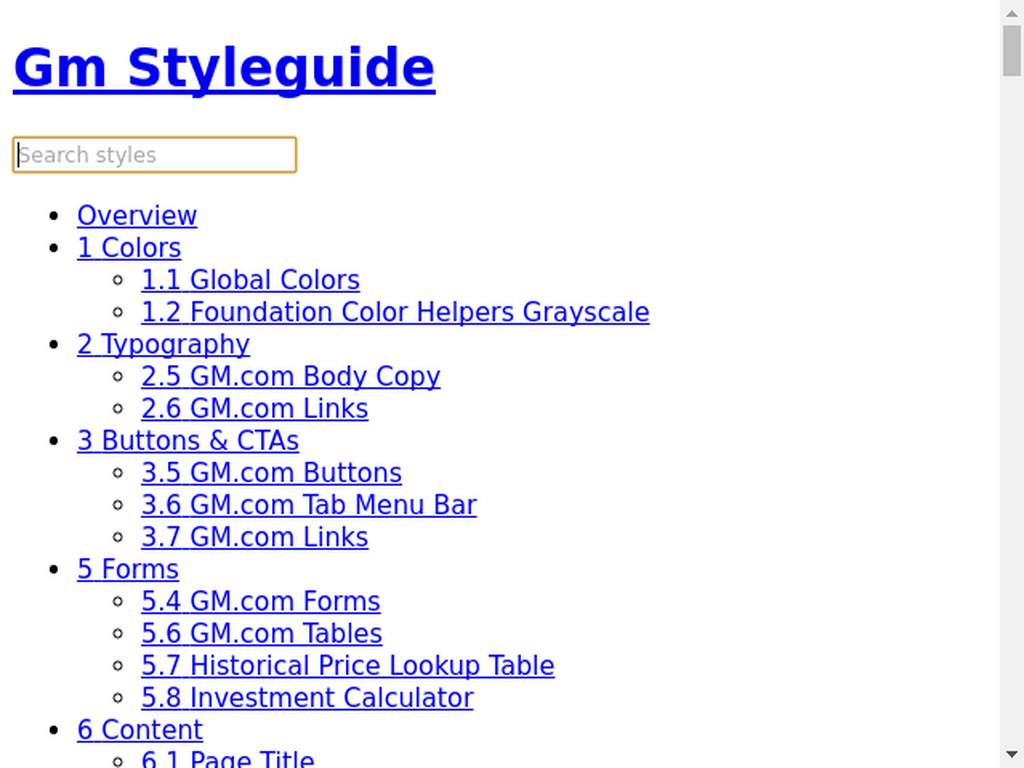 Gm Styleguide
Search styles
Overview
1 Colors
1.1 Global Colors
1.2 Foundation Color Helpers Grayscale
2 Typography
2.5 GM.com Body Copy
2.6 GM.com Links
3 Buttons & CTAs
3.5 GM.com Buttons
3.6 GM.com Tab Menu Bar
3.7 GM.com Links
5 Forms
5.4 GM.com Forms
5.6 GM.com Tables
5.7 Historical Price Lookup Table
5.8 Investment Calculator
6 Content
6.1 Page Title